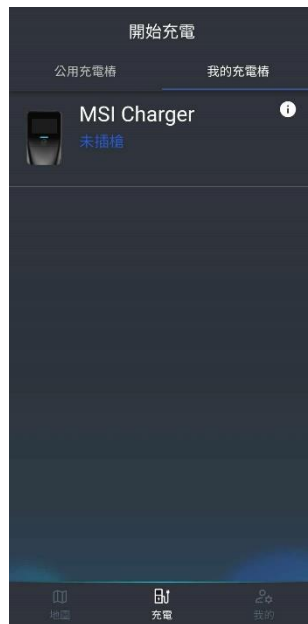 開始充電
公用充電樁
我的充電樁
MSI Charger
未插槍
地圖
充電
我的